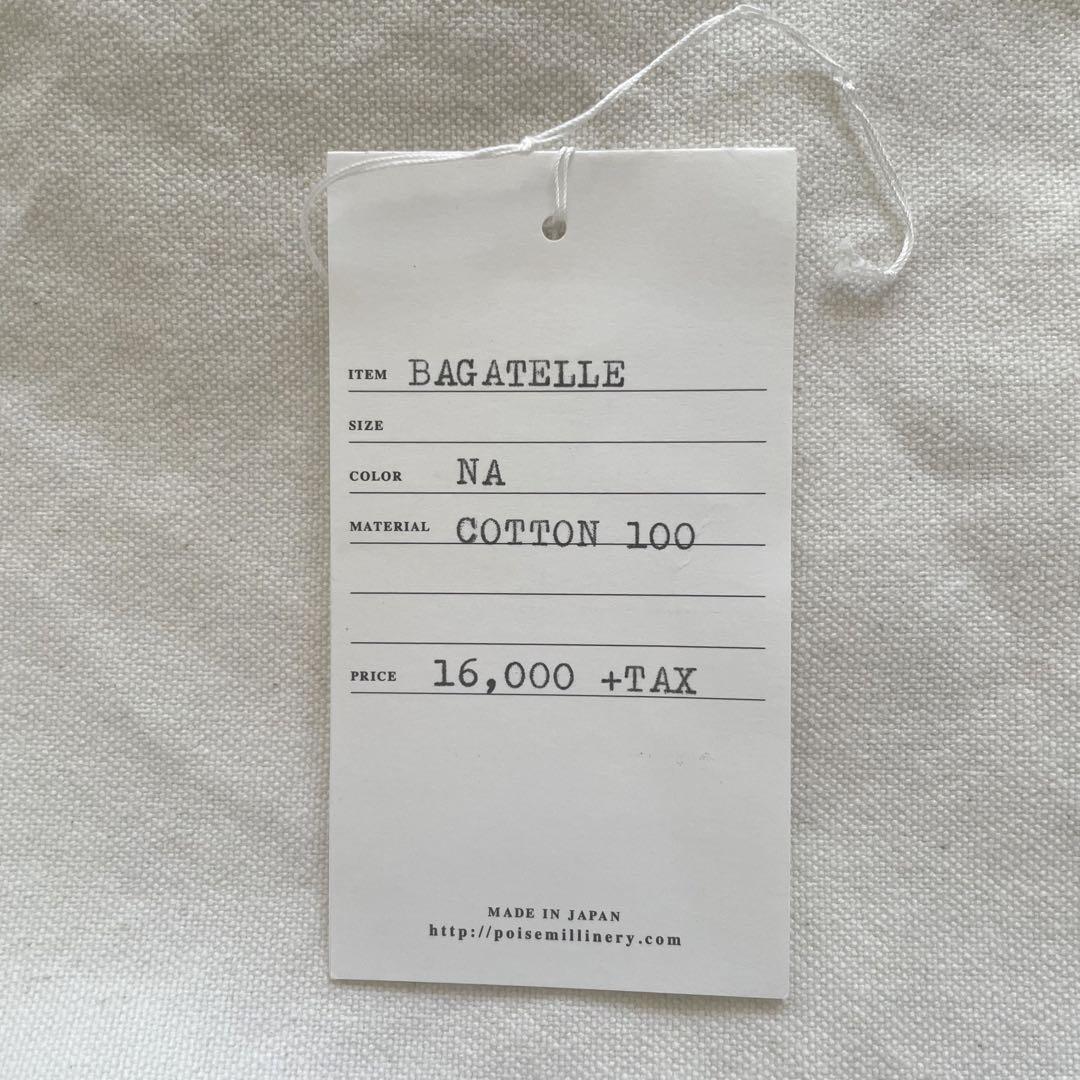 ITEM BAGATELLE
SIZE
COLOR NA
MATERIAL COTTON 100
PRICE 16,000 +TAX
MADE IN JAPAN
http://poisemillinery.com